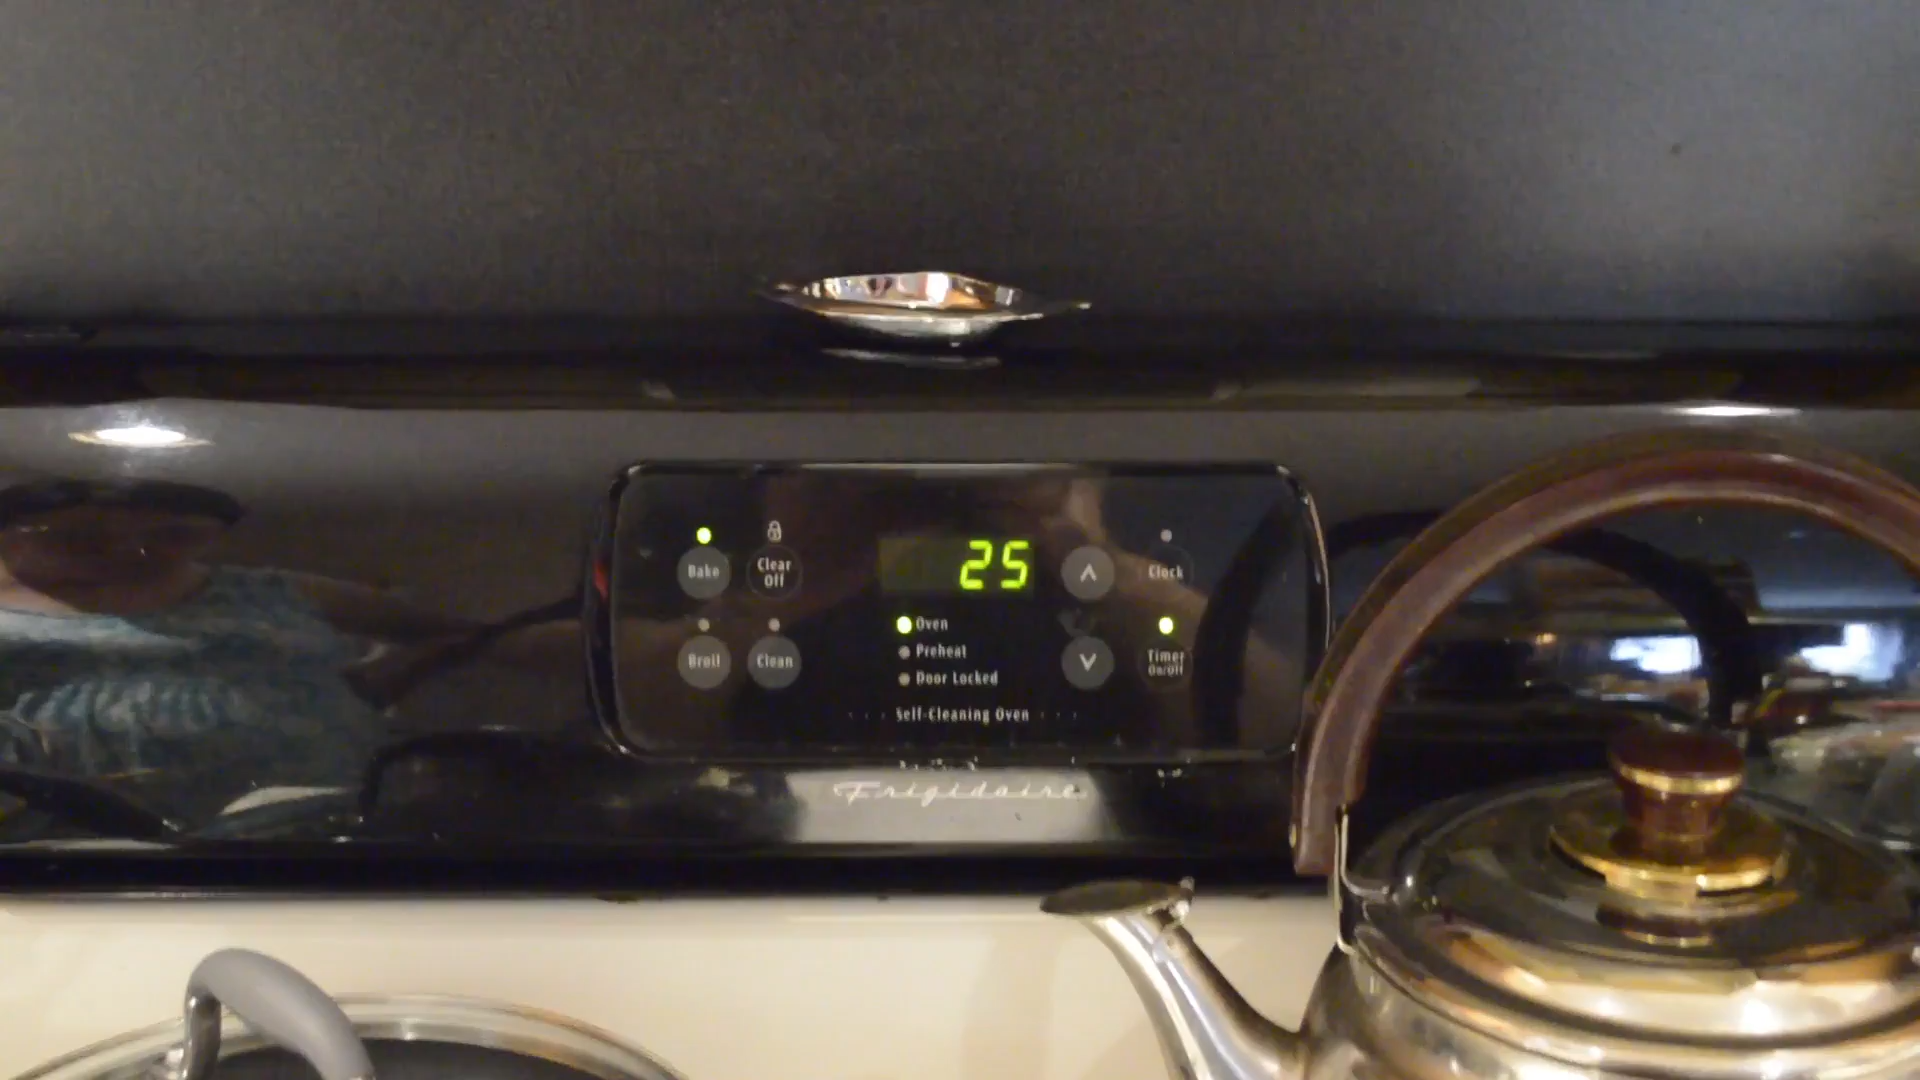 Bake
Clear
Off
25
Clock
Oven
Preheat
Broil
Clean
Door Locked
Timer
On/Off
Self-Cleaning Oven
Frigidaire